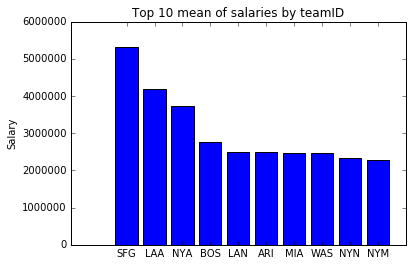 Top 10 mean of salaries by teamID
6000000
5000000
4000000
3000000
2000000
1000000
0
Salary
SFG LAA NYA BOS LAN ARI MIA WAS NYN NYM